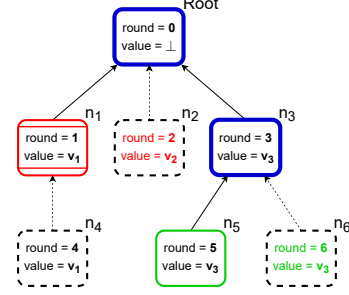 Root
round = 0
value = ⊥
n1
round = 1
value = v1
n2
round = 2
value = v2
n3
round = 3
value = v3
n4
round = 4
value = v1
n5
round = 5
value = v3
n6
round = 6
value = v3